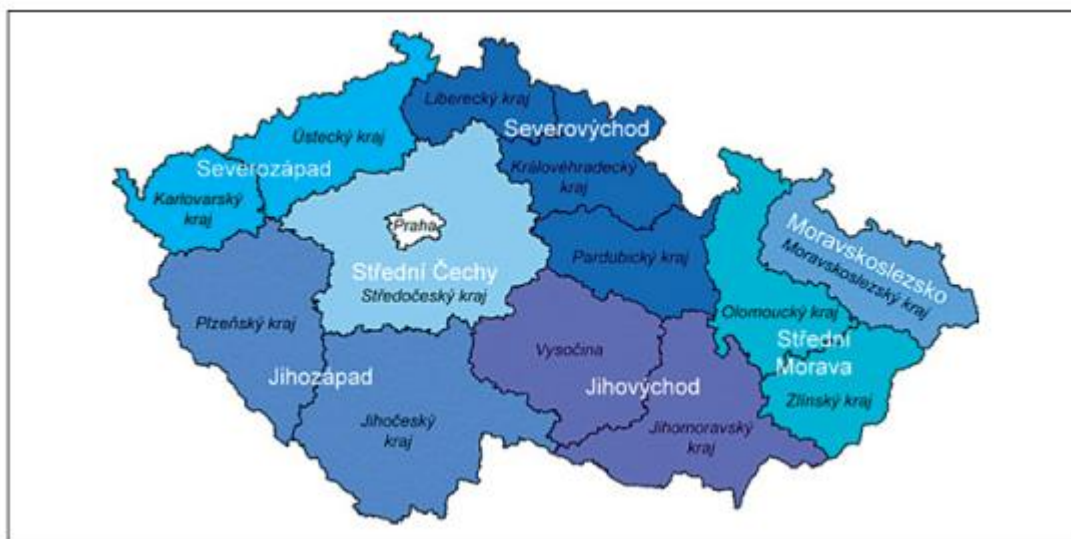 Liberecký kraj
Severovýchod
Ústecký kraj
Severozápad
Královéhradecký
kraj
Karlovarský
kraj
Praha
Moravskoslezsko
Moravskoslezský kraj
Pardubický kraj
Střední Čechy
Středočeský kraj
Olomoucký kraj
Plzeňský kraj
Střední
Morava
Vysočina
Jihozápad
Jihovýchod
Zlínský kraj
Jihočeský
kraj
Jihomoravský
kraj